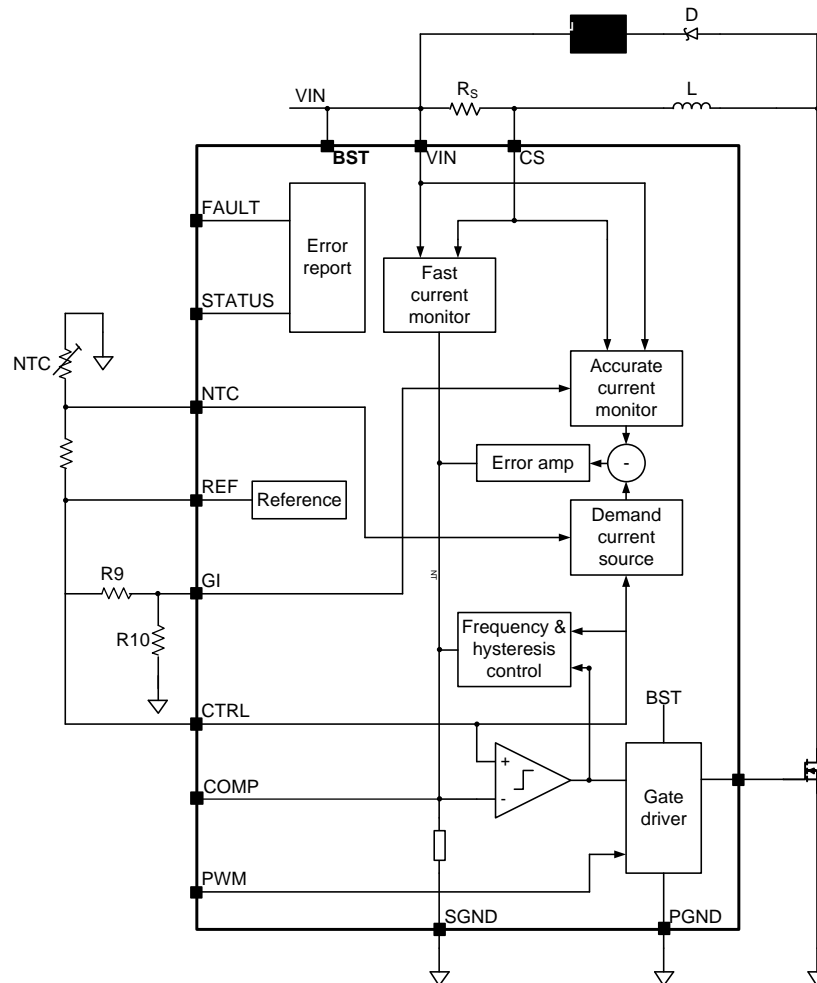 D
VIN
R_S
L
BST
VIN
CS
FAULT
Error
report
STATUS
Fast
current
monitor
NTC
NTC
Accurate
current
monitor
Error amp
-
REF
Reference
Demand
current
source
R9
GI
R10
Frequency &
hysteresis
control
CTRL
BST
+
COMP
-
Gate
driver
PWM
SGND
PGND